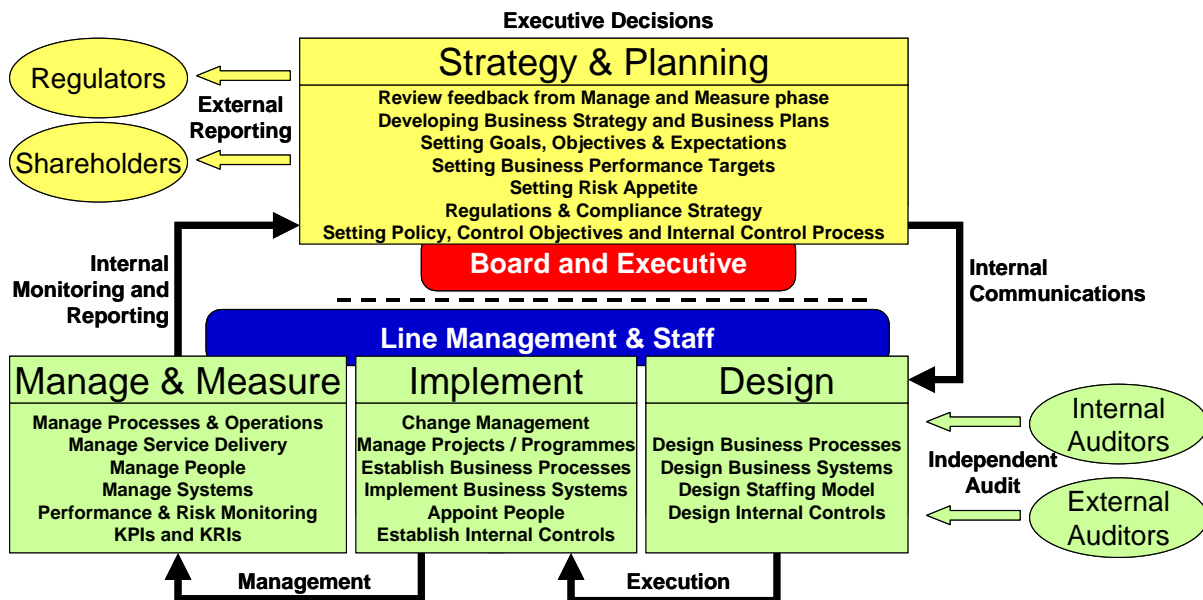 Executive Decisions
Strategy & Planning
Review feedback from Manage and Measure phase
Developing Business Strategy and Business Plans
Setting Goals, Objectives & Expectations
Setting Business Performance Targets
Setting Risk Appetite
Regulations & Compliance Strategy
Setting Policy, Control Objectives and Internal Control Process
Regulators
External
Reporting
Shareholders
Board and Executive
Internal
Monitoring and
Reporting
Internal
Communications
Line Management & Staff
Manage & Measure
Manage Processes & Operations
Manage Service Delivery
Manage People
Manage Systems
Performance & Risk Monitoring
KPIs and KRIs
Implement
Change Management
Manage Projects / Programmes
Establish Business Processes
Implement Business Systems
Appoint People
Establish Internal Controls
Design
Design Business Processes
Design Business Systems
Design Staffing Model
Design Internal Controls
Internal
Auditors
Independent
Audit
External
Auditors
Management
Execution